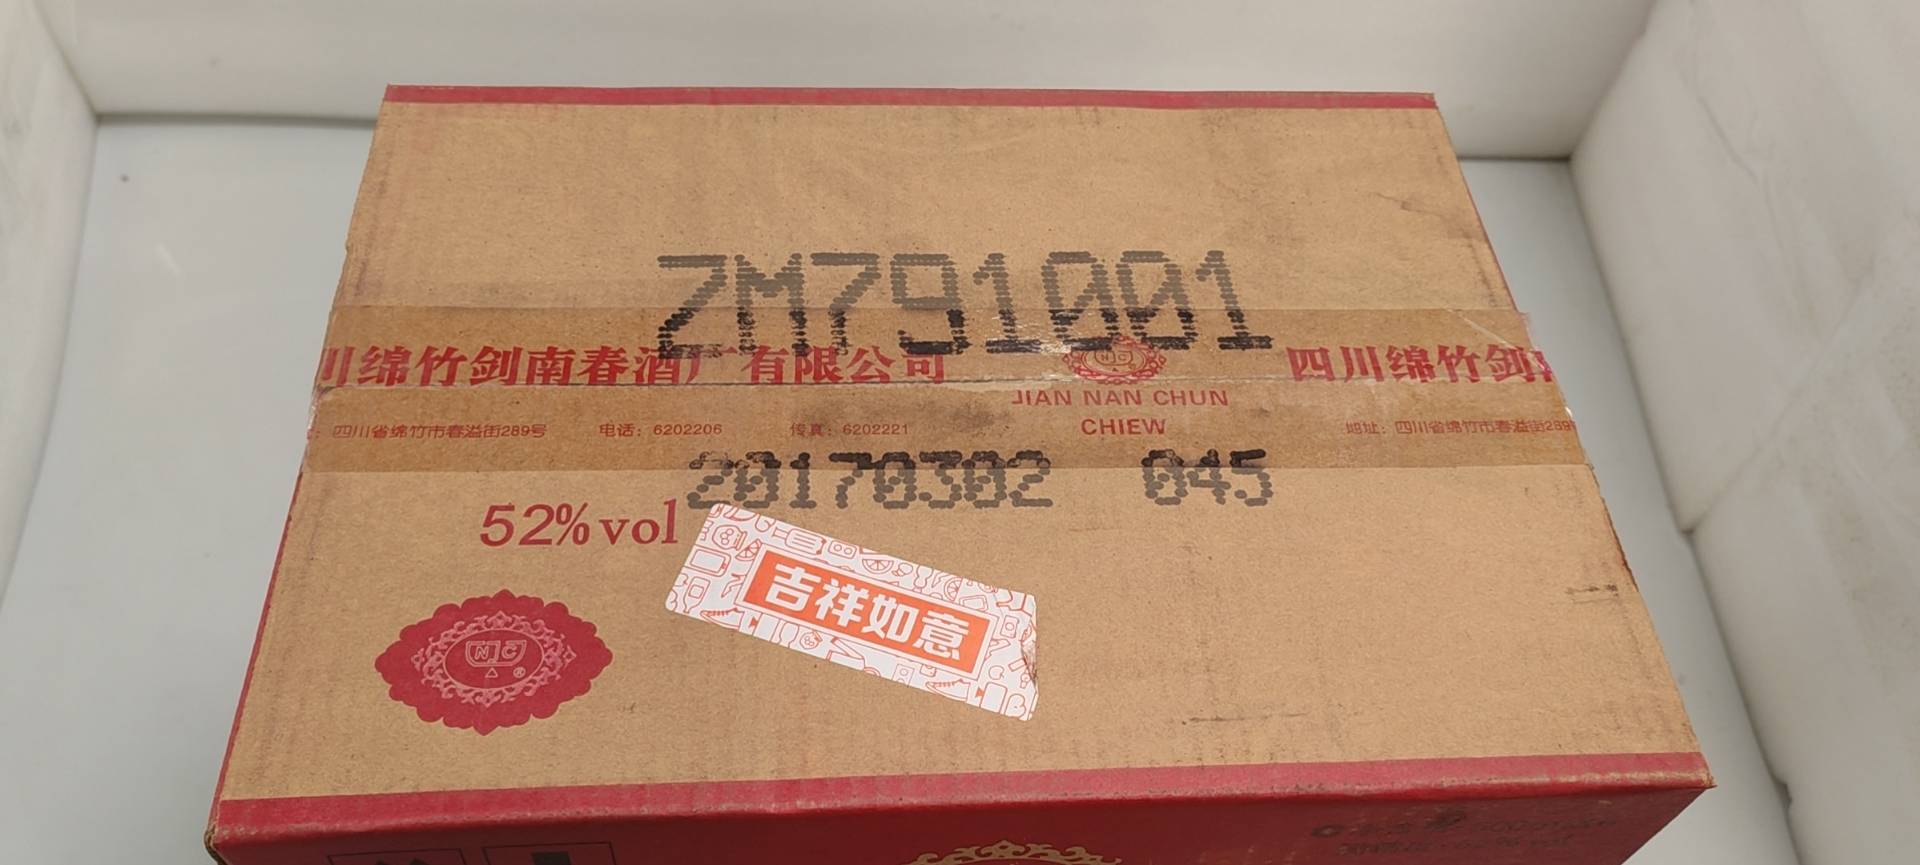 ZM791001
川绵竹剑南春酒厂有限公司
四川绵竹剑
JIAN NAN CHUN
CHIEW
四川省绵竹市春溢街289号 电话：6202206 传真：6202221
地址：四川省绵竹市春溢街289
20170302 045
52%vol
吉祥如意
NC
®